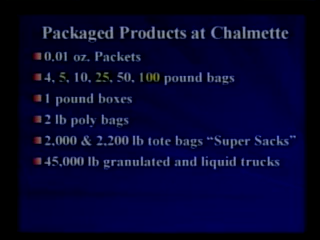 Packaged Products at Chalmette
0.01 oz. Packets
4, 5, 10, 25, 50, 100 pound bags
1 pound boxes
2 lb poly bags
2,000 & 2,200 lb tote bags “Super Sacks”
45,000 lb granulated and liquid trucks